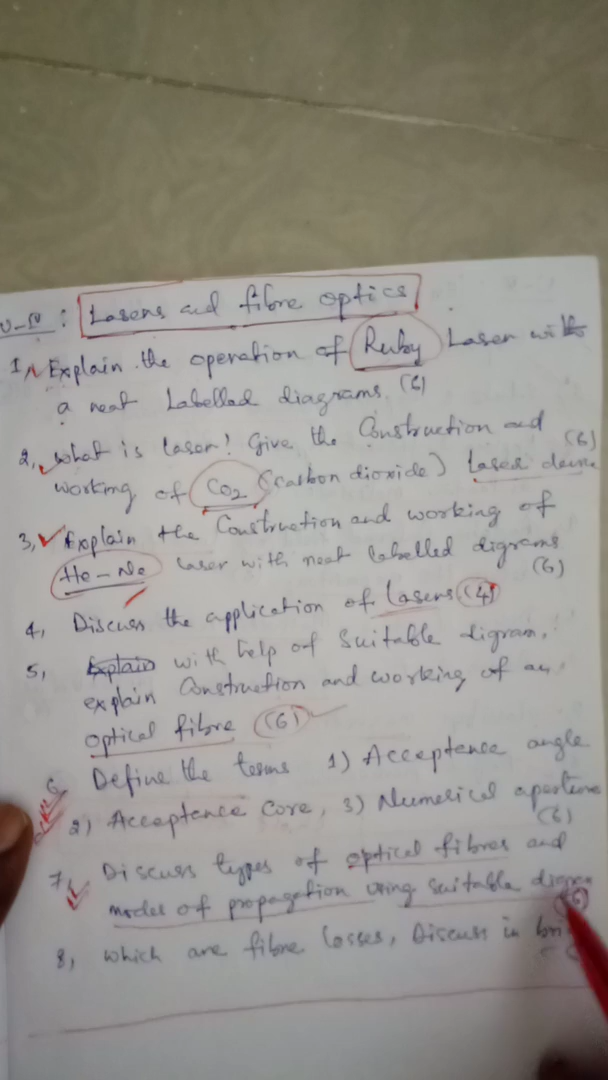 U-IV : Lasers and fibre optics
1, Explain the operation of Ruby Laser with
a neat Labelled diagrams. (6)
2, what is laser? Give the Construction and
working of CO2 (carbon dioxide) Laser device (6)
3, Explain the Construction and working of
He-Ne laser with neat labelled digrams
(6)
4, Discuss the application of Lasers (4)
5, Explain with help of Suitable digram,
explain Construction and working of an
optical fibre (6)
6, Define the terms 1) Acceptence angle
2) Acceptence Core, 3) Numerical aperture
(6)
7, Discuss types of optical fibres and
modes of propagation using suitable
(6)
8, which are fibre losses, Discuss in